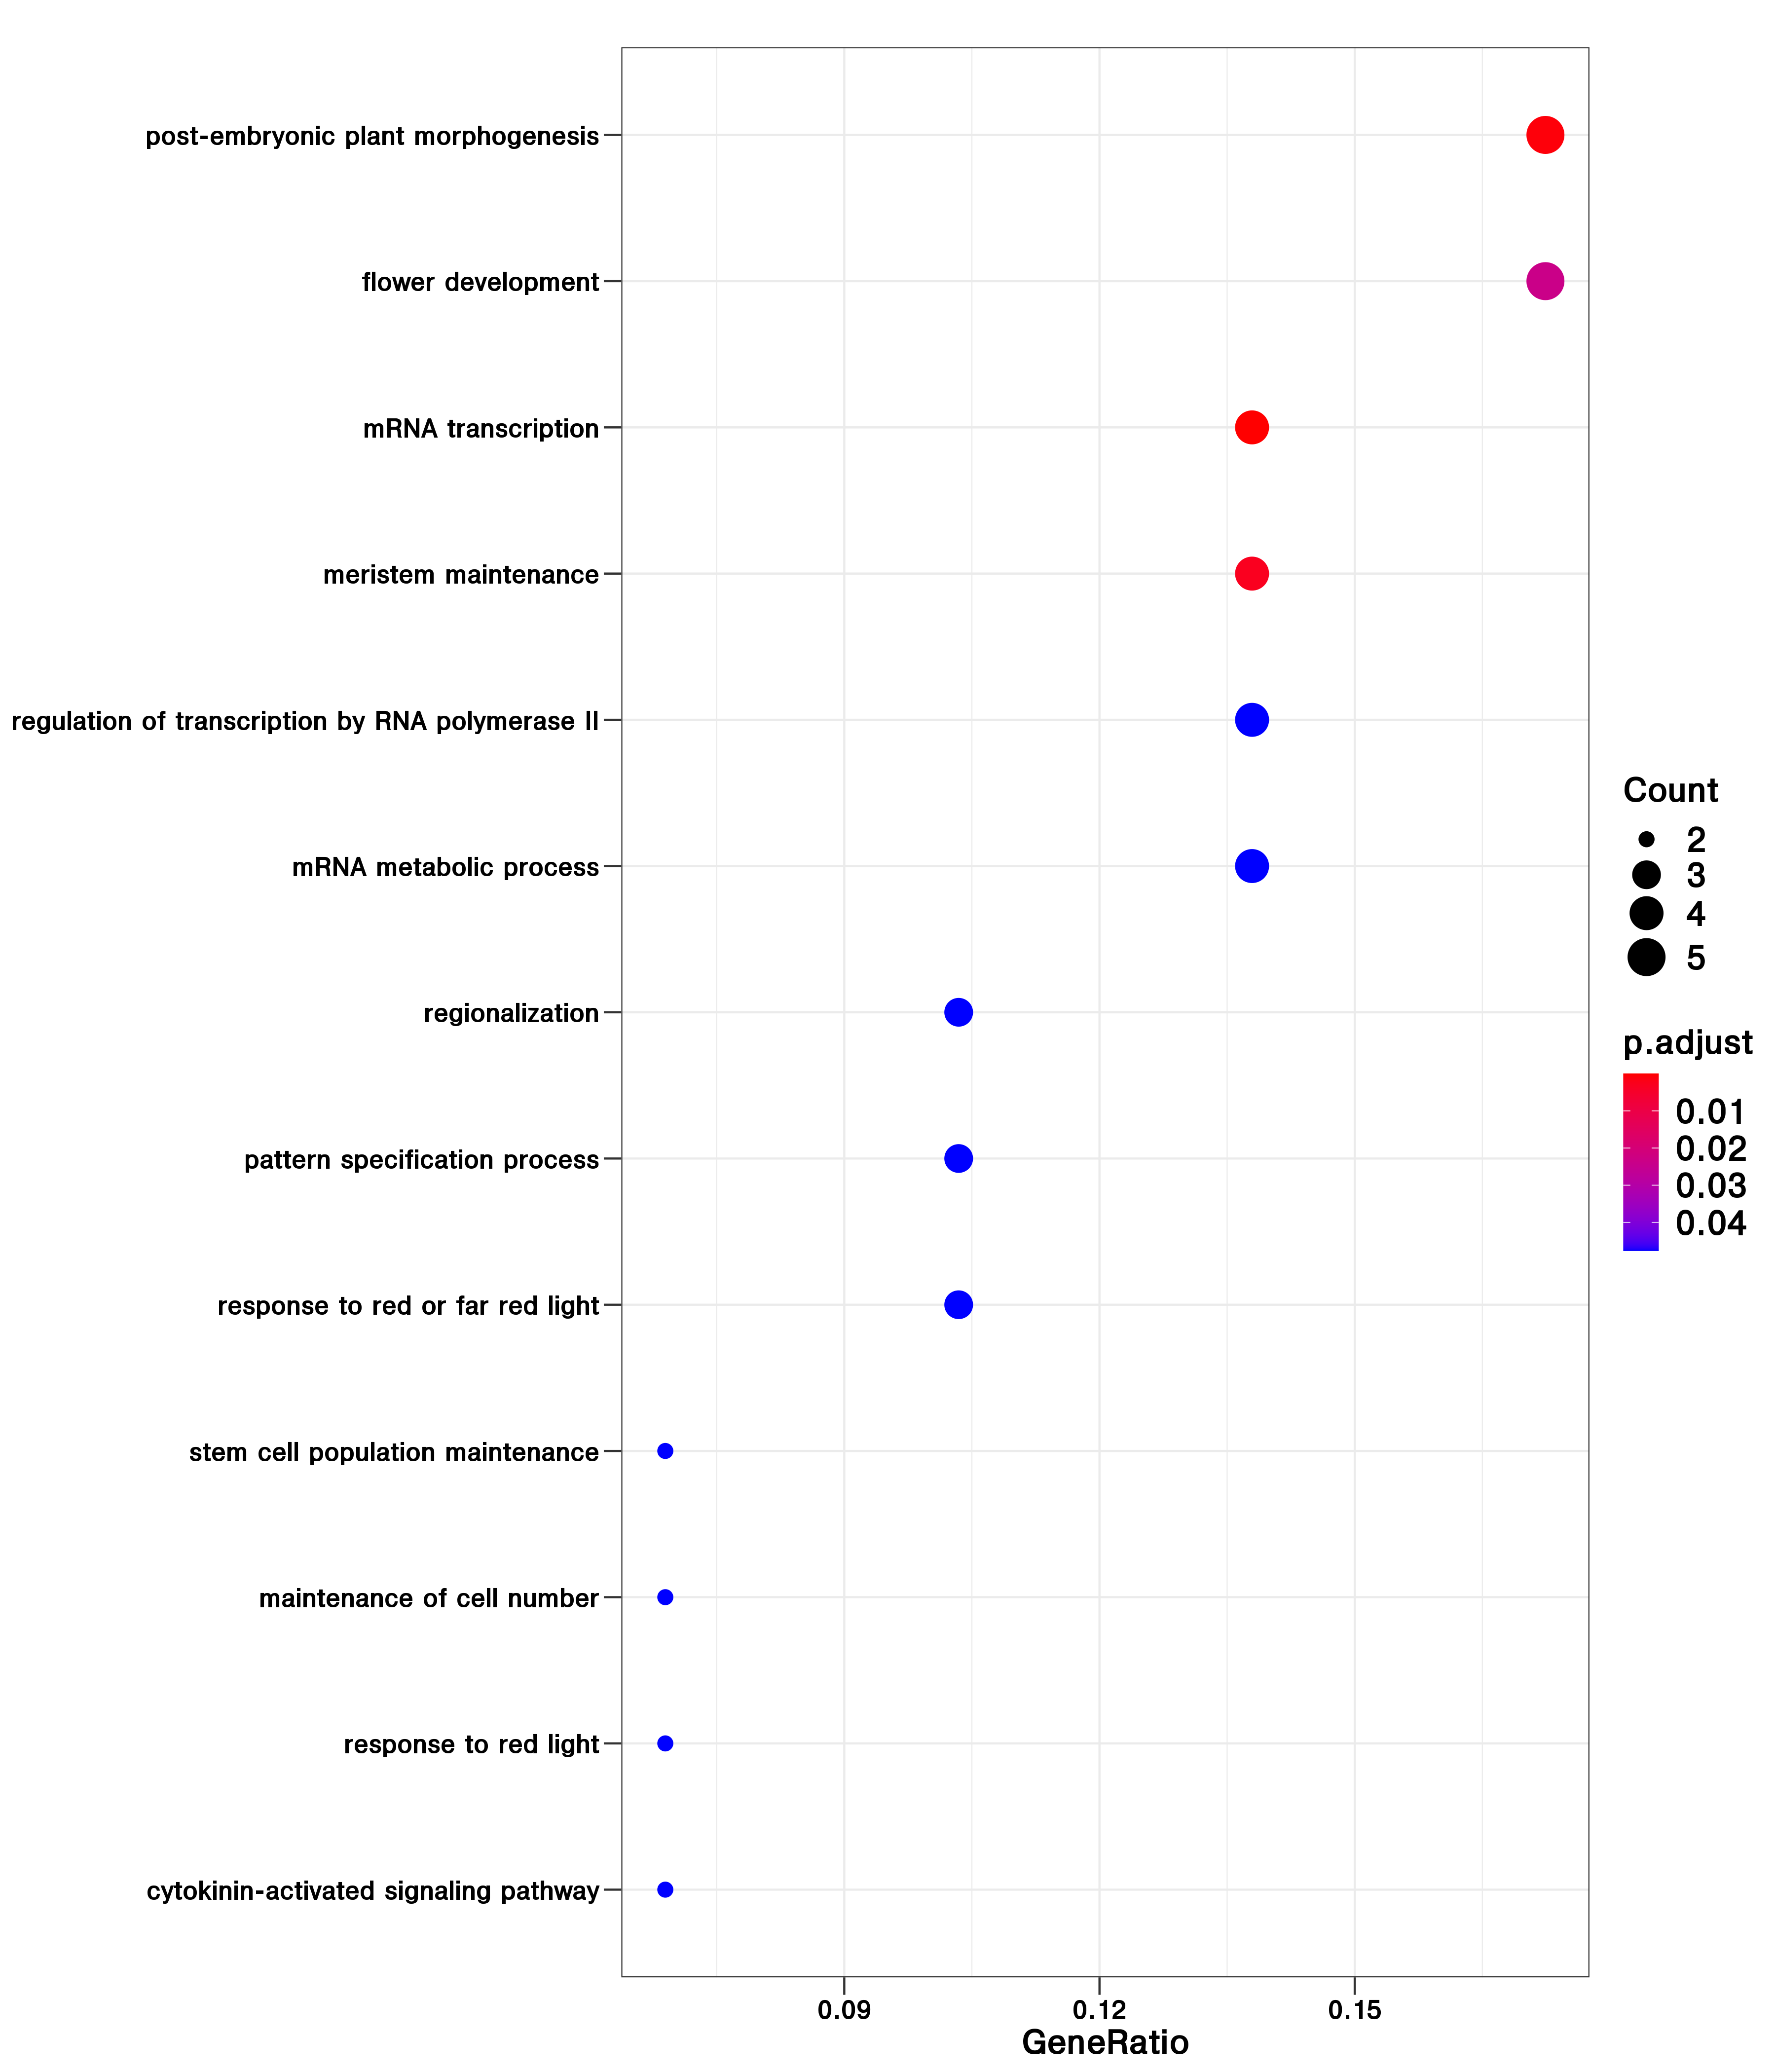 post-embryonic plant morphogenesis
flower development
mRNA transcription
meristem maintenance
regulation of transcription by RNA polymerase II
mRNA metabolic process
regionalization
pattern specification process
response to red or far red light
stem cell population maintenance
maintenance of cell number
response to red light
cytokinin-activated signaling pathway
0.09 0.12 0.15
GeneRatio
Count
2
3
4
5
p.adjust
0.01
0.02
0.03
0.04